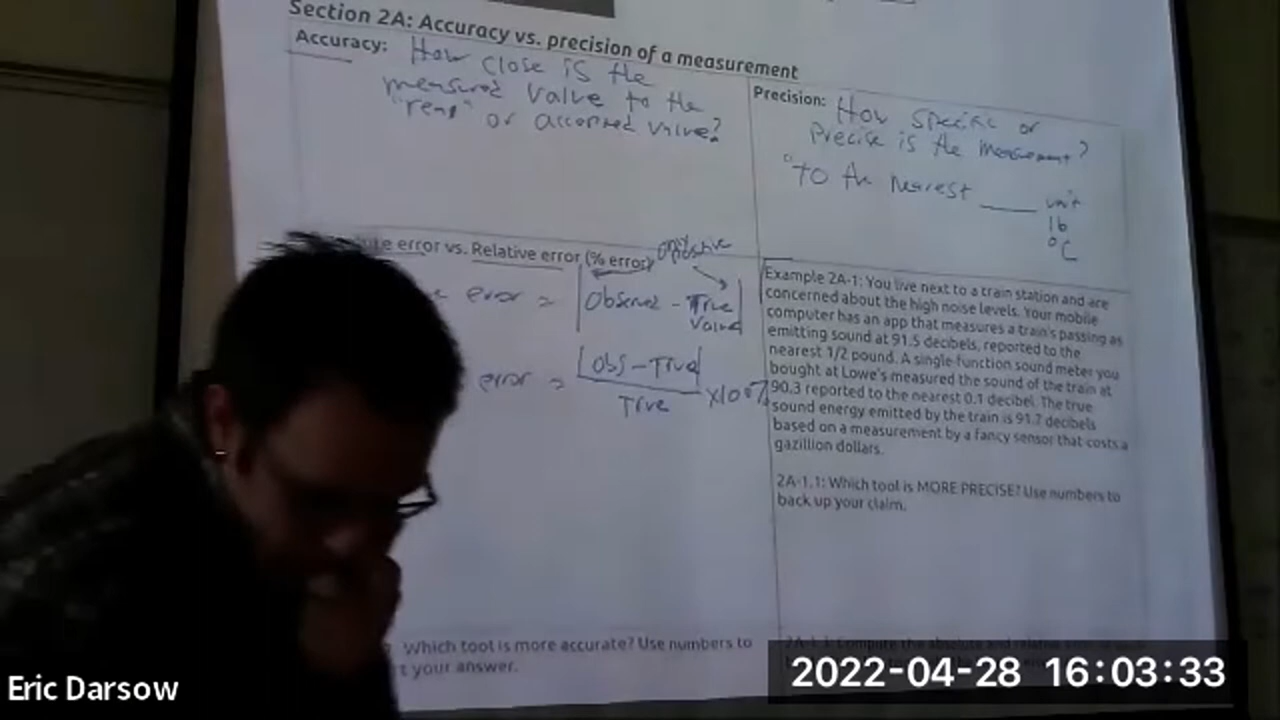 Section 2A: Accuracy vs. precision of a measurement
Accuracy: How close is the
measured value to the
"real" or accepted value?
Precision: How specific or
Precise is the measurement?
"To the nearest ____ unit
lb
°C
error vs. Relative error (% error)
error = |Observed - True
Value|
error = |Obs - True|
True
x100%
Example 2A-1: You live next to a train station and are
concerned about the high noise levels. Your mobile
computer has an app that measures a train's passing as
emitting sound at 91.5 decibels, reported to the
nearest 1/2 pound. A single-function sound meter you
bought at Lowe's measured the sound of the train at
90.3 reported to the nearest 0.1 decibel. The true
sound energy emitted by the train is 91.7 decibels
based on a measurement by a fancy sensor that costs a
gazillion dollars.
2A-1.1: Which tool is MORE PRECISE? Use numbers to
back up your claim.
Which tool is more accurate? Use numbers to
t your answer.
Compute the absolute and relative
Eric Darsow
2022-04-28 16:03:33